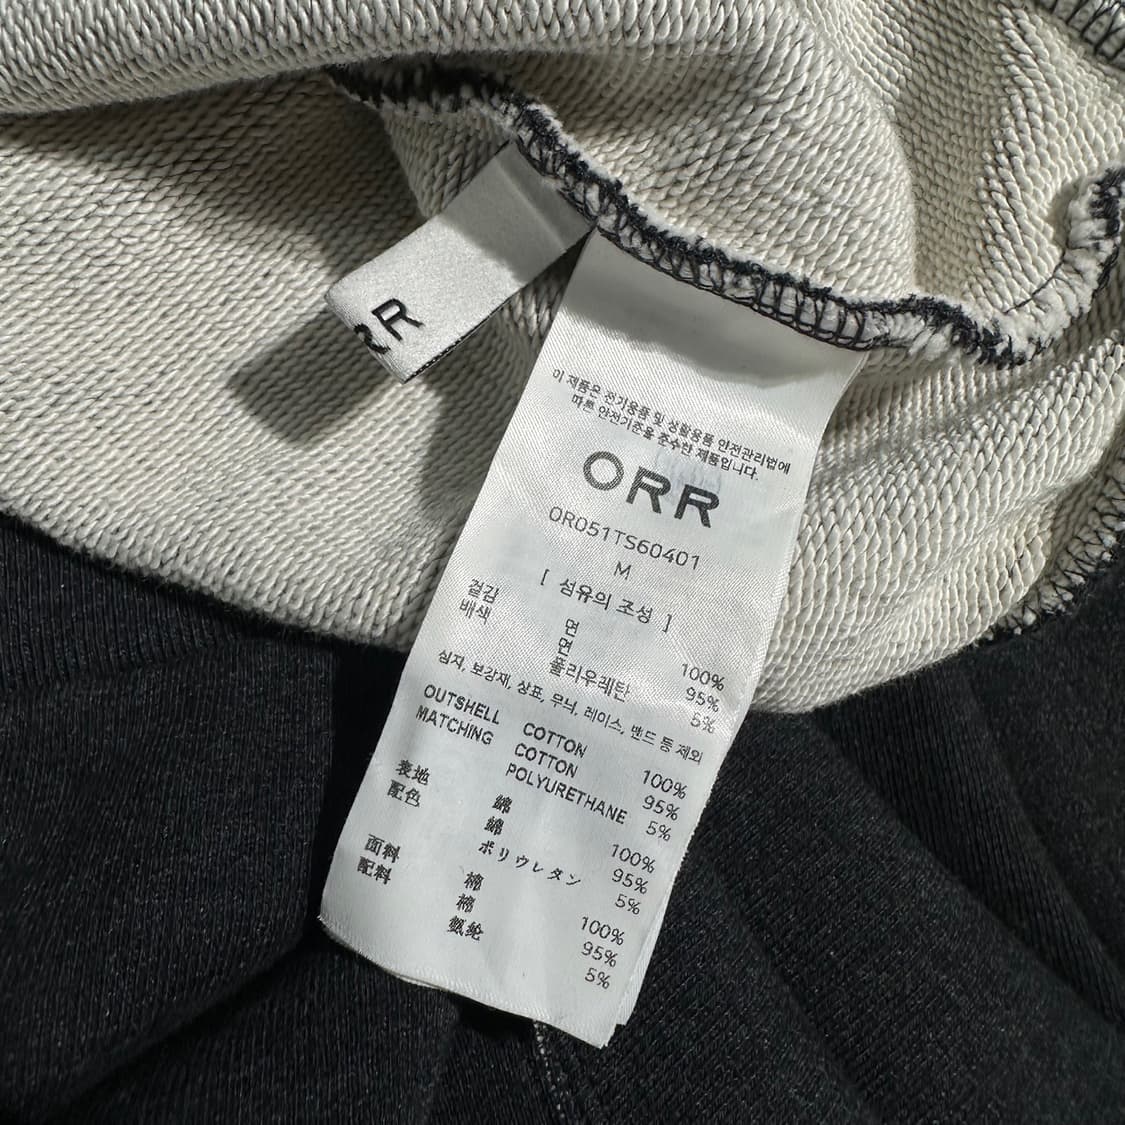 RR
이 제품은 전기용품 및 생활용품 안전관리법에
따른 안전기준을 준수한 제품입니다.
ORR
OR051TS60401
M
[ 섬유의 조성 ]
겉감 면 100%
배색 면 95%
폴리우레탄 5%
심지, 보강재, 상표, 무늬, 레이스, 밴드 등 제외
OUTSHELL COTTON 100%
MATCHING COTTON 95%
POLYURETHANE 5%
表地 綿 100%
配色 綿 95%
ポリウレタン 5%
面料 棉 100%
配料 棉 95%
氨纶 5%